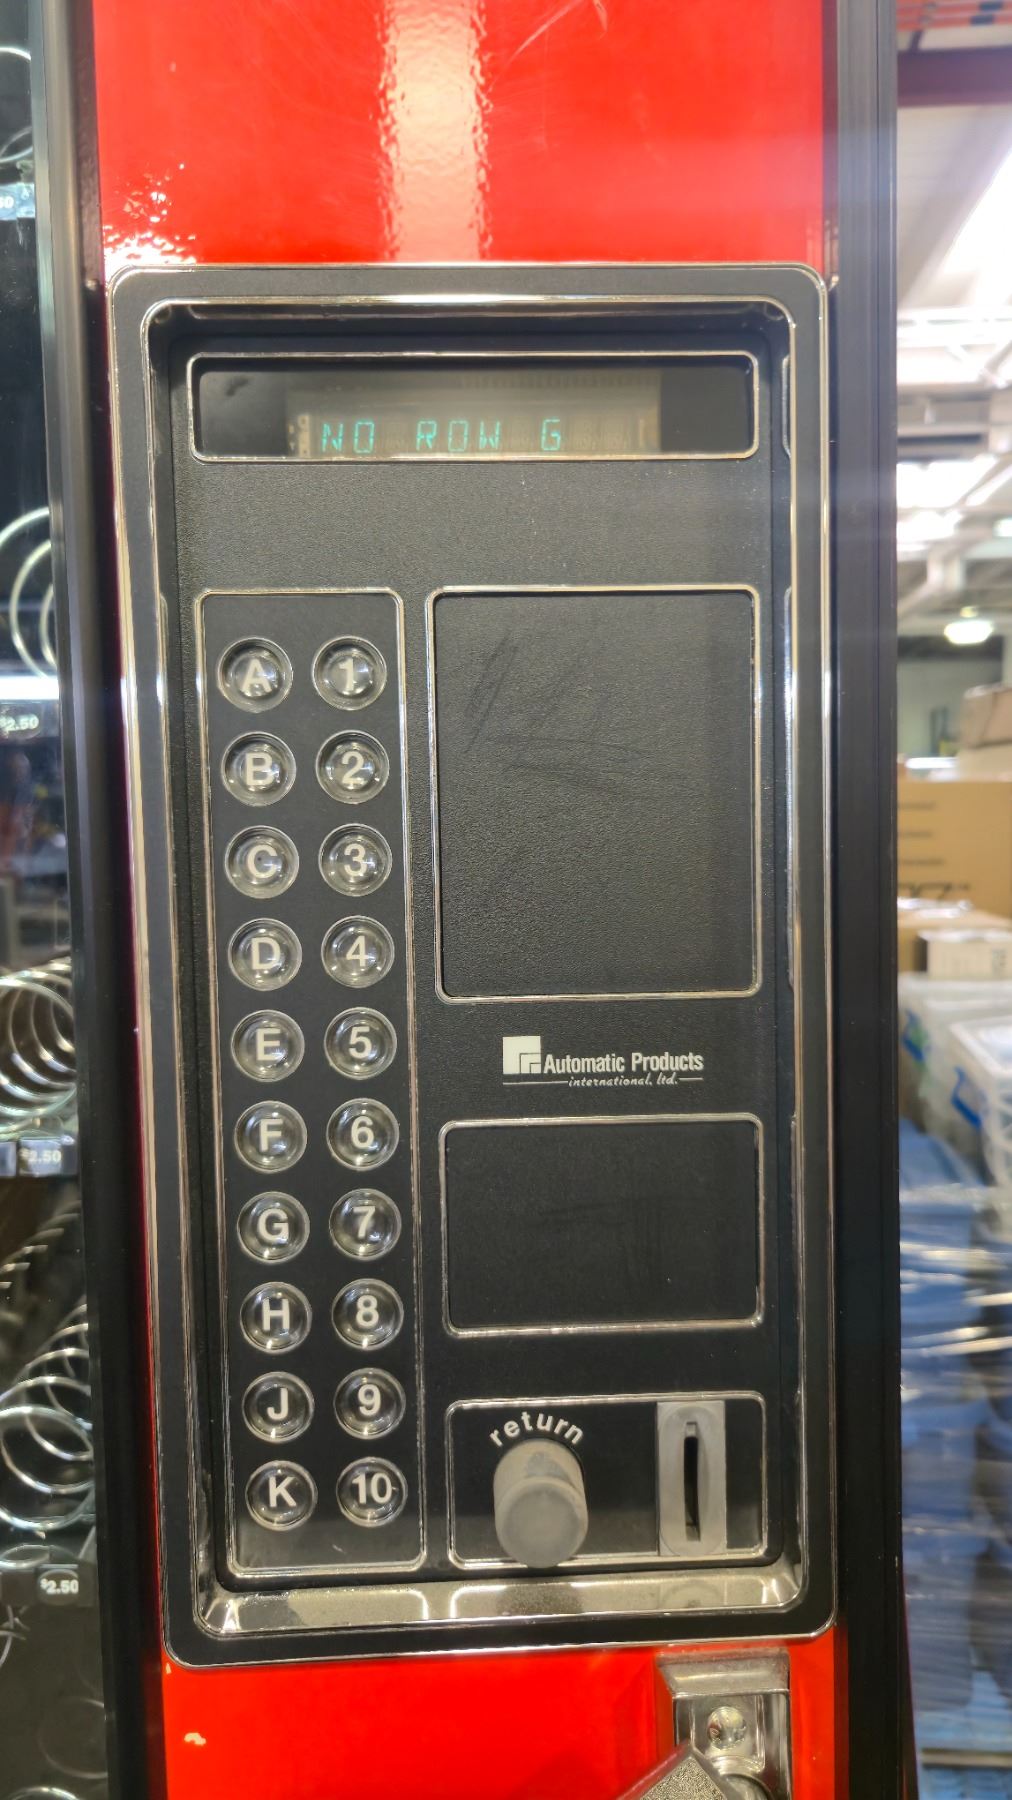 NO ROW G
A 1
B 2
C 3
D 4
E 5
F 6
G 7
H 8
J 9
K 10
Automatic Products
international, ltd.
return
$2.50
$2.50
$2.50